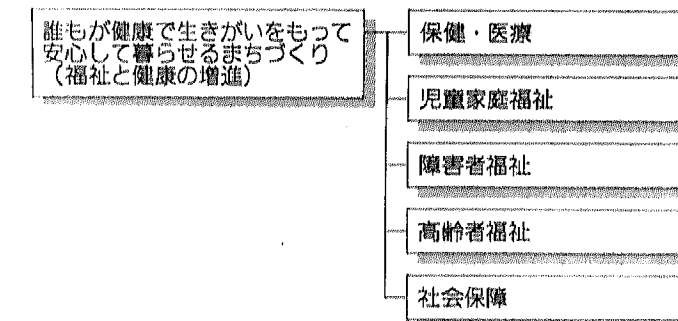 誰もが健康で生きがいをもって
安心して暮らせるまちづくり
（福祉と健康の増進）
保健・医療
児童家庭福祉
障害者福祉
高齢者福祉
社会保障